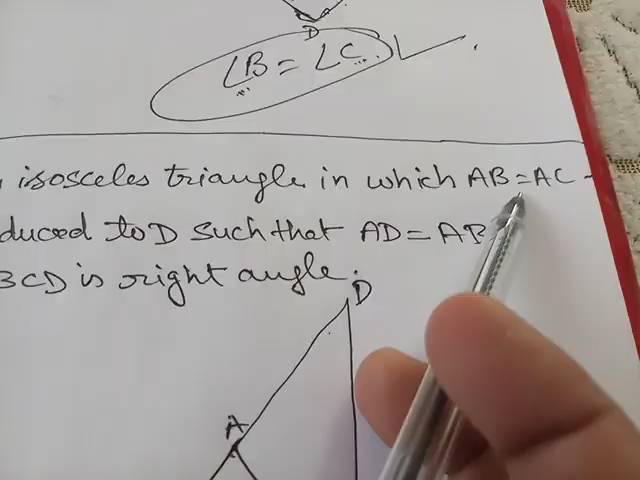 D
∠B = ∠C.
isosceles triangle in which AB=AC -
duced to D such that AD = AB
BCD is right angle.
D
A